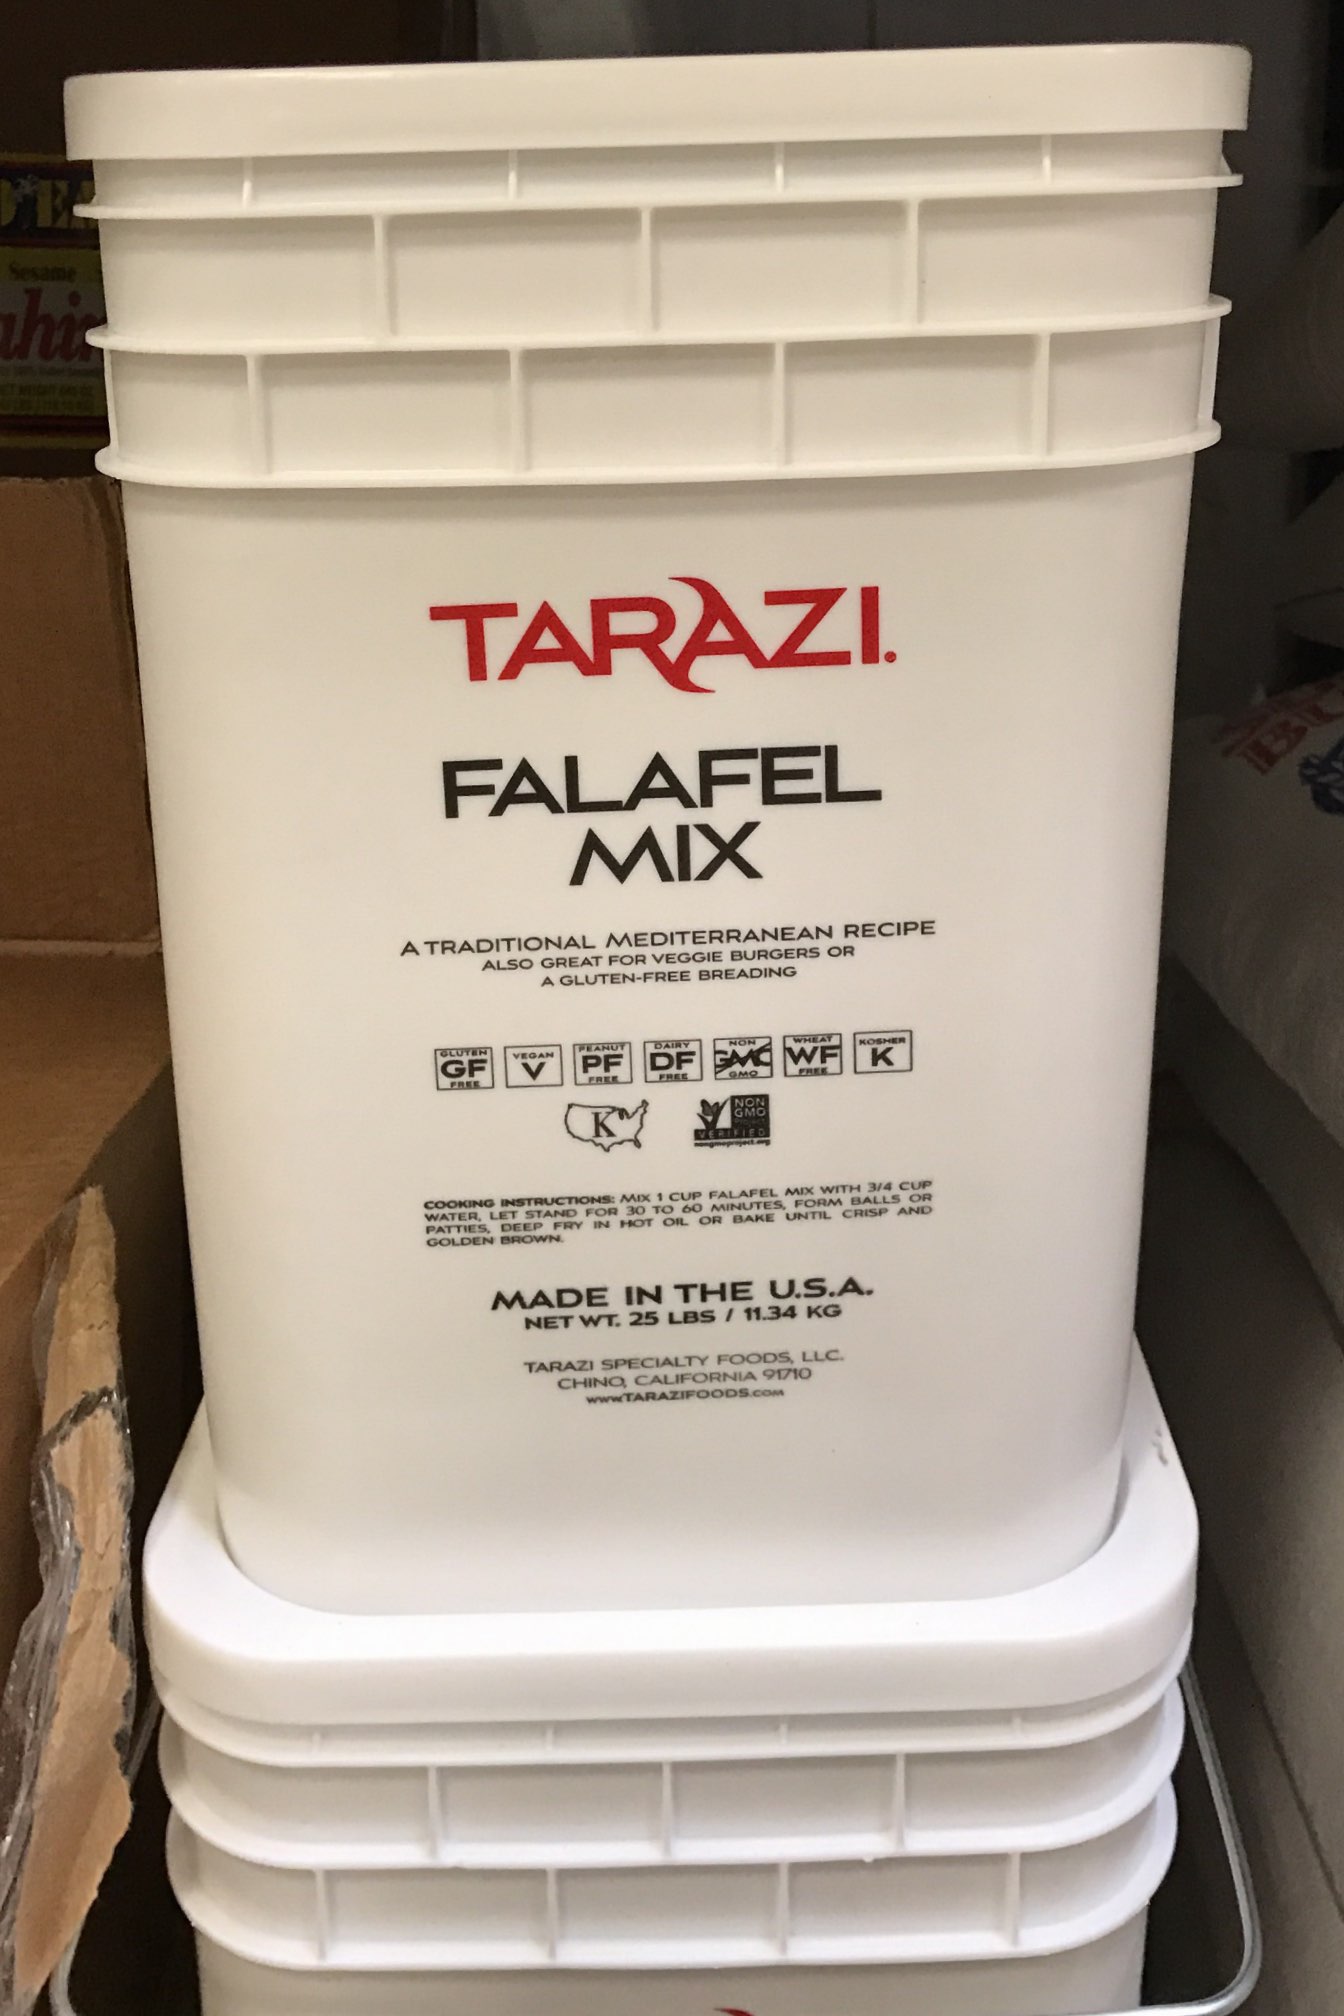 Sesame
TARAZI.
FALAFEL
MIX
A TRADITIONAL MEDITERRANEAN RECIPE
ALSO GREAT FOR VEGGIE BURGERS OR
A GLUTEN-FREE BREADING
GLUTEN GF FREE
VEGAN V
PEANUT PF FREE
DAIRY DF FREE
NON GMO GMO
WHEAT WF FREE
KOSHER K
K
NON
GMO
Project
VERIFIED
nongmoproject.org
COOKING INSTRUCTIONS: MIX 1 CUP FALAFEL MIX WITH 3/4 CUP
WATER, LET STAND FOR 30 TO 60 MINUTES, FORM BALLS OR
PATTIES, DEEP FRY IN HOT OIL OR BAKE UNTIL CRISP AND
GOLDEN BROWN.
MADE IN THE U.S.A.
NET WT. 25 LBS / 11.34 KG
TARAZI SPECIALTY FOODS, LLC.
CHINO, CALIFORNIA 91710
www.TARAZIFOODS.com